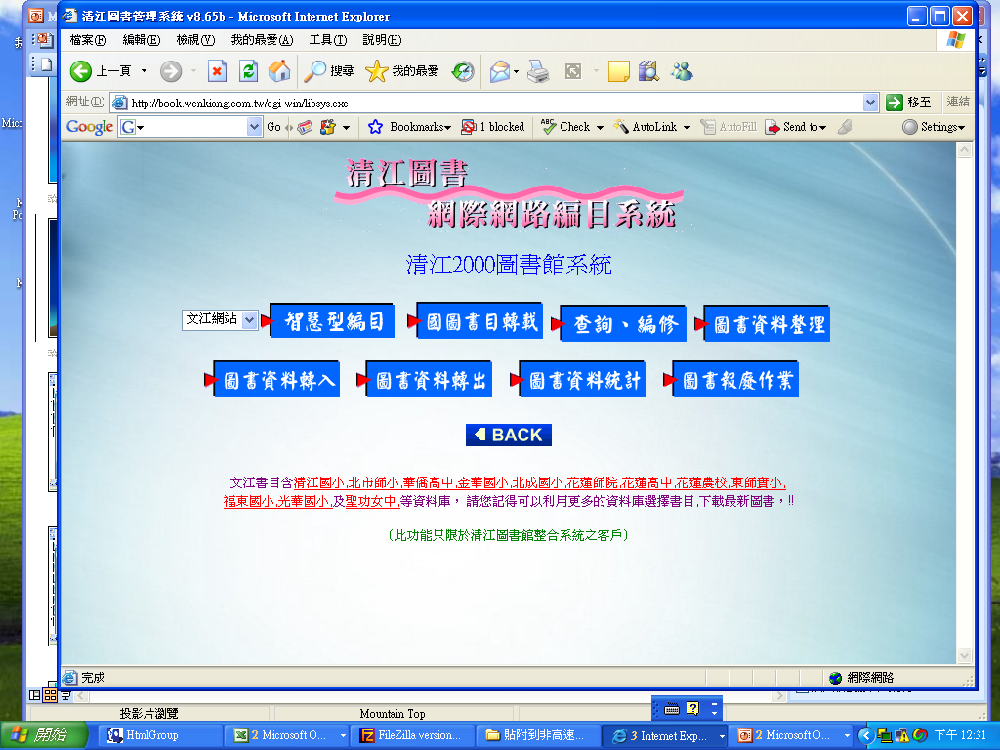 清江圖書管理系統 v8.65b - Microsoft Internet Explorer
檔案(F) 編輯(E) 檢視(V) 我的最愛(A) 工具(T) 說明(H)
上一頁 搜尋 我的最愛
網址(D) http://book.wenkiang.com.tw/cgi-win/libsys.exe 移至 連結
Google G Go Bookmarks 1 blocked ABC Check AutoLink AutoFill Send to Settings
清江圖書
網際網路編目系統
清江2000圖書館系統
文江網站 智慧型編目 國圖書目轉載 查詢、編修 圖書資料整理
圖書資料轉入 圖書資料轉出 圖書資料統計 圖書報廢作業
BACK
文江書目含清江國小,北市師小,華僑高中,金華國小,北成國小,花蓮師院,花蓮高中,花蓮農校,東師實小,
福東國小,光華國小,及聖功女中,等資料庫， 請您記得可以利用更多的資料庫選擇書目,下載最新圖書，!!
〔此功能只限於清江圖書館整合系統之客戶〕
完成 網際網路
投影片瀏覽 Mountain Top
開始 HtmlGroup 2 Microsoft O... FileZilla version... 貼附到非高速... 3 Internet Exp... 2 Microsoft O... 下午 12:31